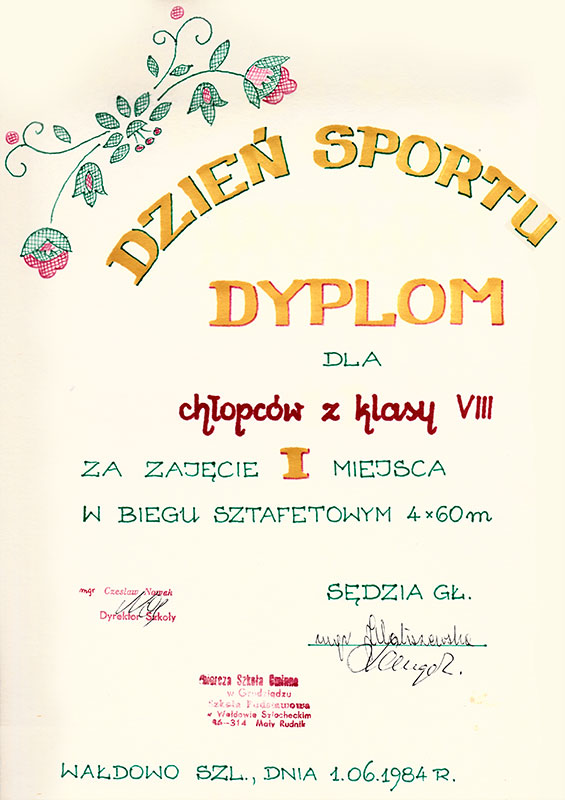 DZIEŃ SPORTU
DYPLOM
DLA
chłopców z klasy VIII
ZA ZAJĘCIE I MIEJSCA
W BIEGU SZTAFETOWYM 4×60m
mgr Czesław Nowak
Dyrektor Szkoły
SĘDZIA GŁ.
mgr
Zbiorcza Szkoła Gminna
w Grudziądzu
Szkoła Podstawowa
w Wałdowie Szlacheckim
86-314 Mały Rudnik
WAŁDOWO SZL., DNIA 1.06.1984 R.